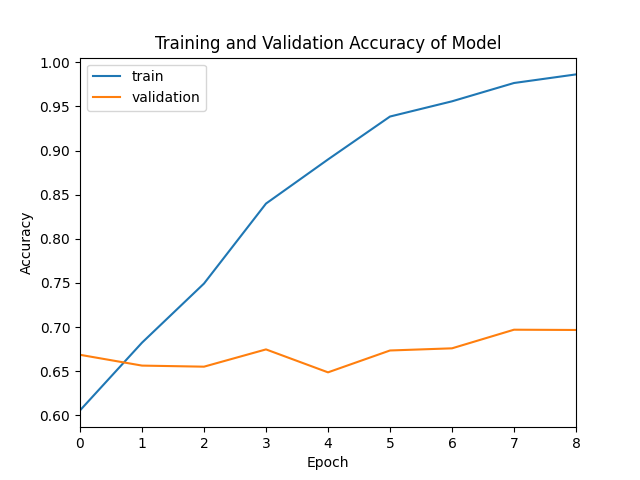 Training and Validation Accuracy of Model
train
validation
Accuracy
1.00
0.95
0.90
0.85
0.80
0.75
0.70
0.65
0.60
0 1 2 3 4 5 6 7 8
Epoch